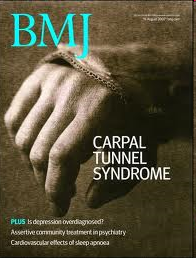 BMJ
CARPAL
TUNNEL
SYNDROME
PLUS Is depression overdiagnosed?
Assertive community treatment in psychiatry
Cardiovascular effects of sleep apnoea